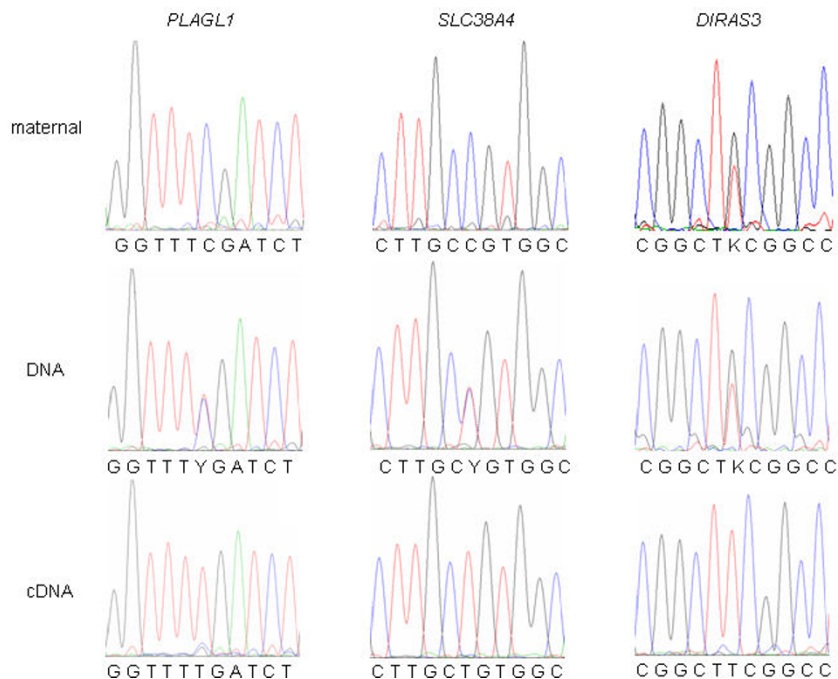 PLAGL1 SLC38A4 DIRAS3
maternal
GGTTTCGATCT CTTGCCGTGGC CGGCTKCGGCC
DNA
GGTTTYGATCT CTTGCYGTGGC CGGCTKCGGCC
cDNA
GGTTTTGATCT CTTGCTGTGGC CGGCTTCGGCC